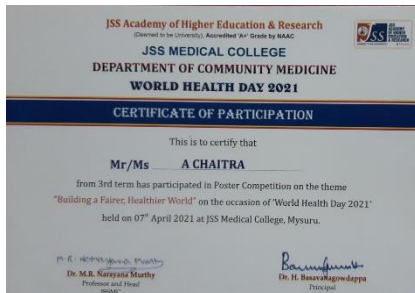 JSS Academy of Higher Education & Research
(Deemed to be University), Accredited 'A+' Grade by NAAC
JSS MEDICAL COLLEGE
DEPARTMENT OF COMMUNITY MEDICINE
WORLD HEALTH DAY 2021
JSS
CERTIFICATE OF PARTICIPATION
This is to certify that
Mr/Ms A CHAITRA
from 3rd term has participated in Poster Competition on the theme
"Building a Fairer, Healthier World" on the occasion of 'World Health Day 2021'
held on 07th April 2021 at JSS Medical College, Mysuru.
M.R. Narayana Murthy
Dr. M.R. Narayana Murthy
Professor and Head
Dr. H. Basavanagowdappa
Principal